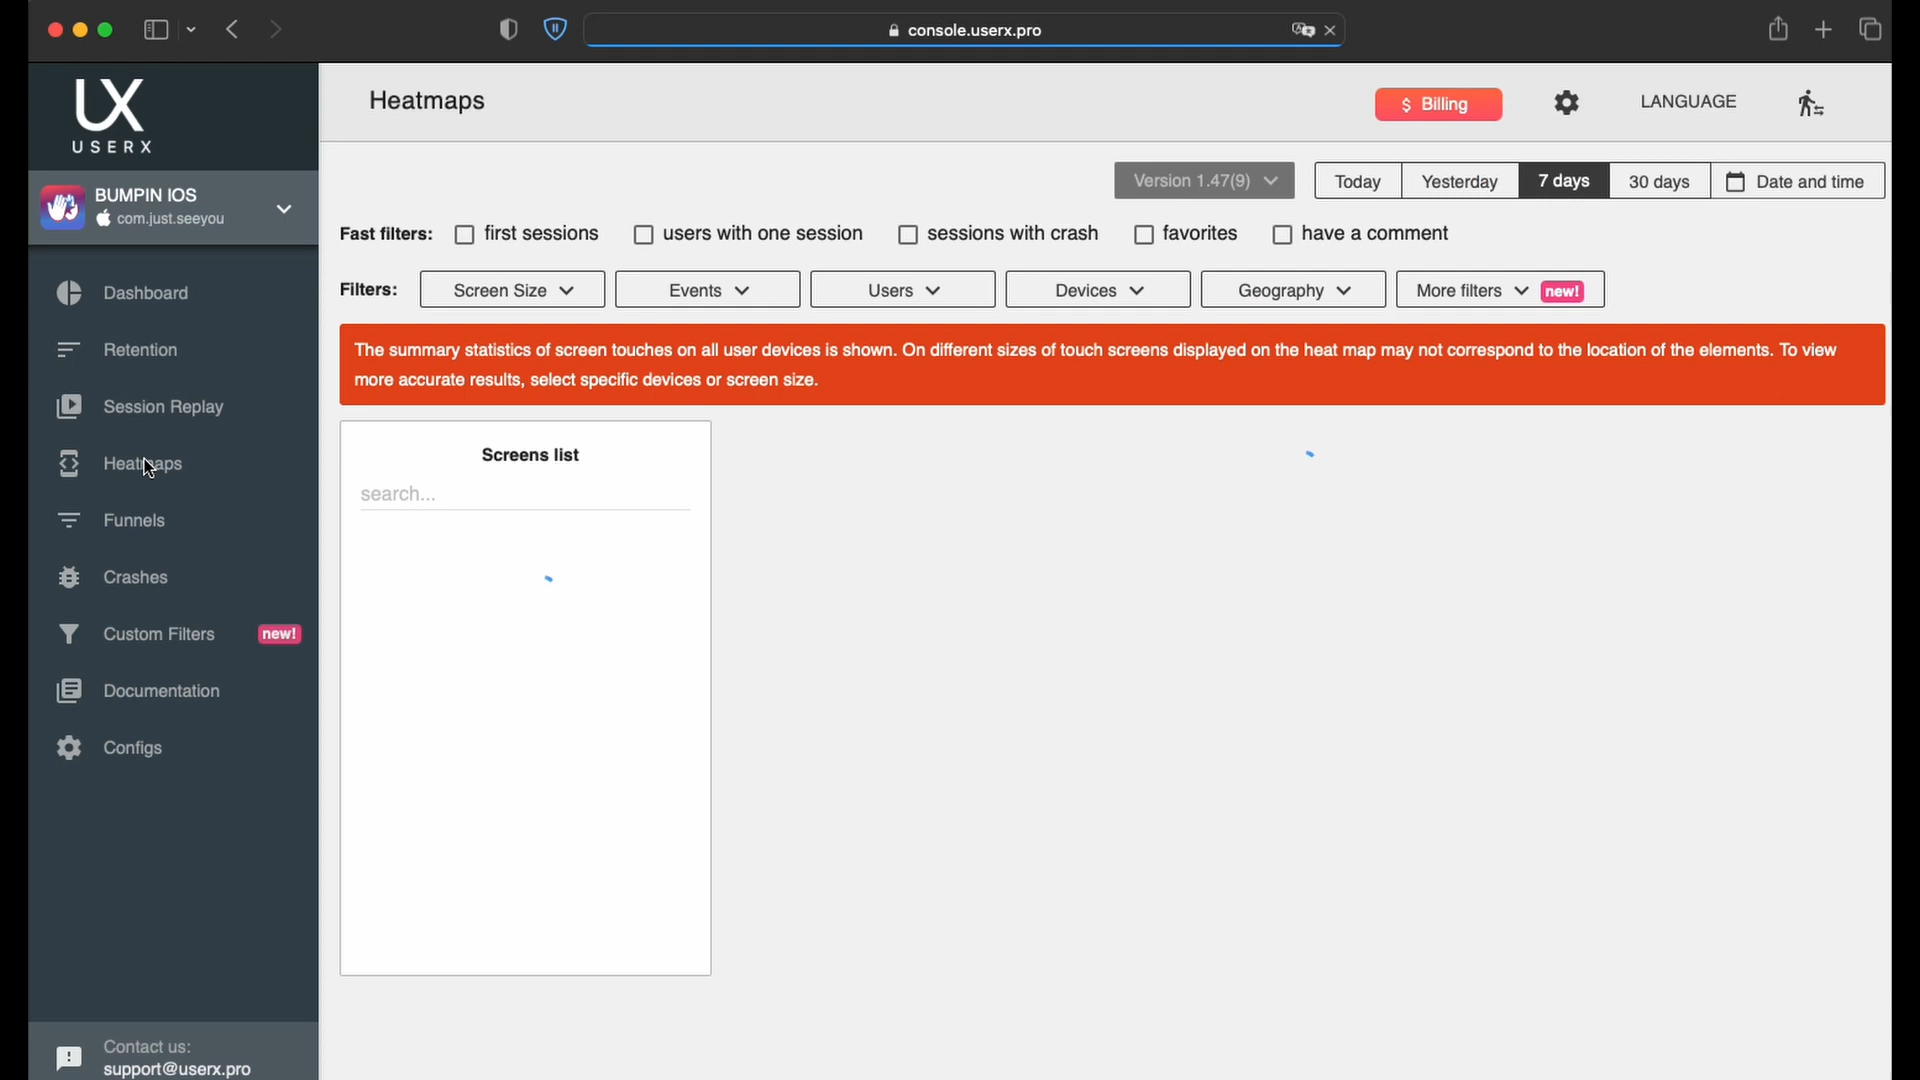 console.userx.pro
UX
USERX
Heatmaps
$ Billing
LANGUAGE
BUMPIN IOS
com.just.seeyou
Version 1.47(9)
Today
Yesterday
7 days
30 days
Date and time
Fast filters:
first sessions
users with one session
sessions with crash
favorites
have a comment
Filters:
Screen Size
Events
Users
Devices
Geography
More filters
new!
The summary statistics of screen touches on all user devices is shown. On different sizes of touch screens displayed on the heat map may not correspond to the location of the elements. To view
more accurate results, select specific devices or screen size.
Dashboard
Retention
Session Replay
Heatmaps
Funnels
Crashes
Custom Filters
new!
Documentation
Configs
Screens list
search...
Contact us:
support@userx.pro